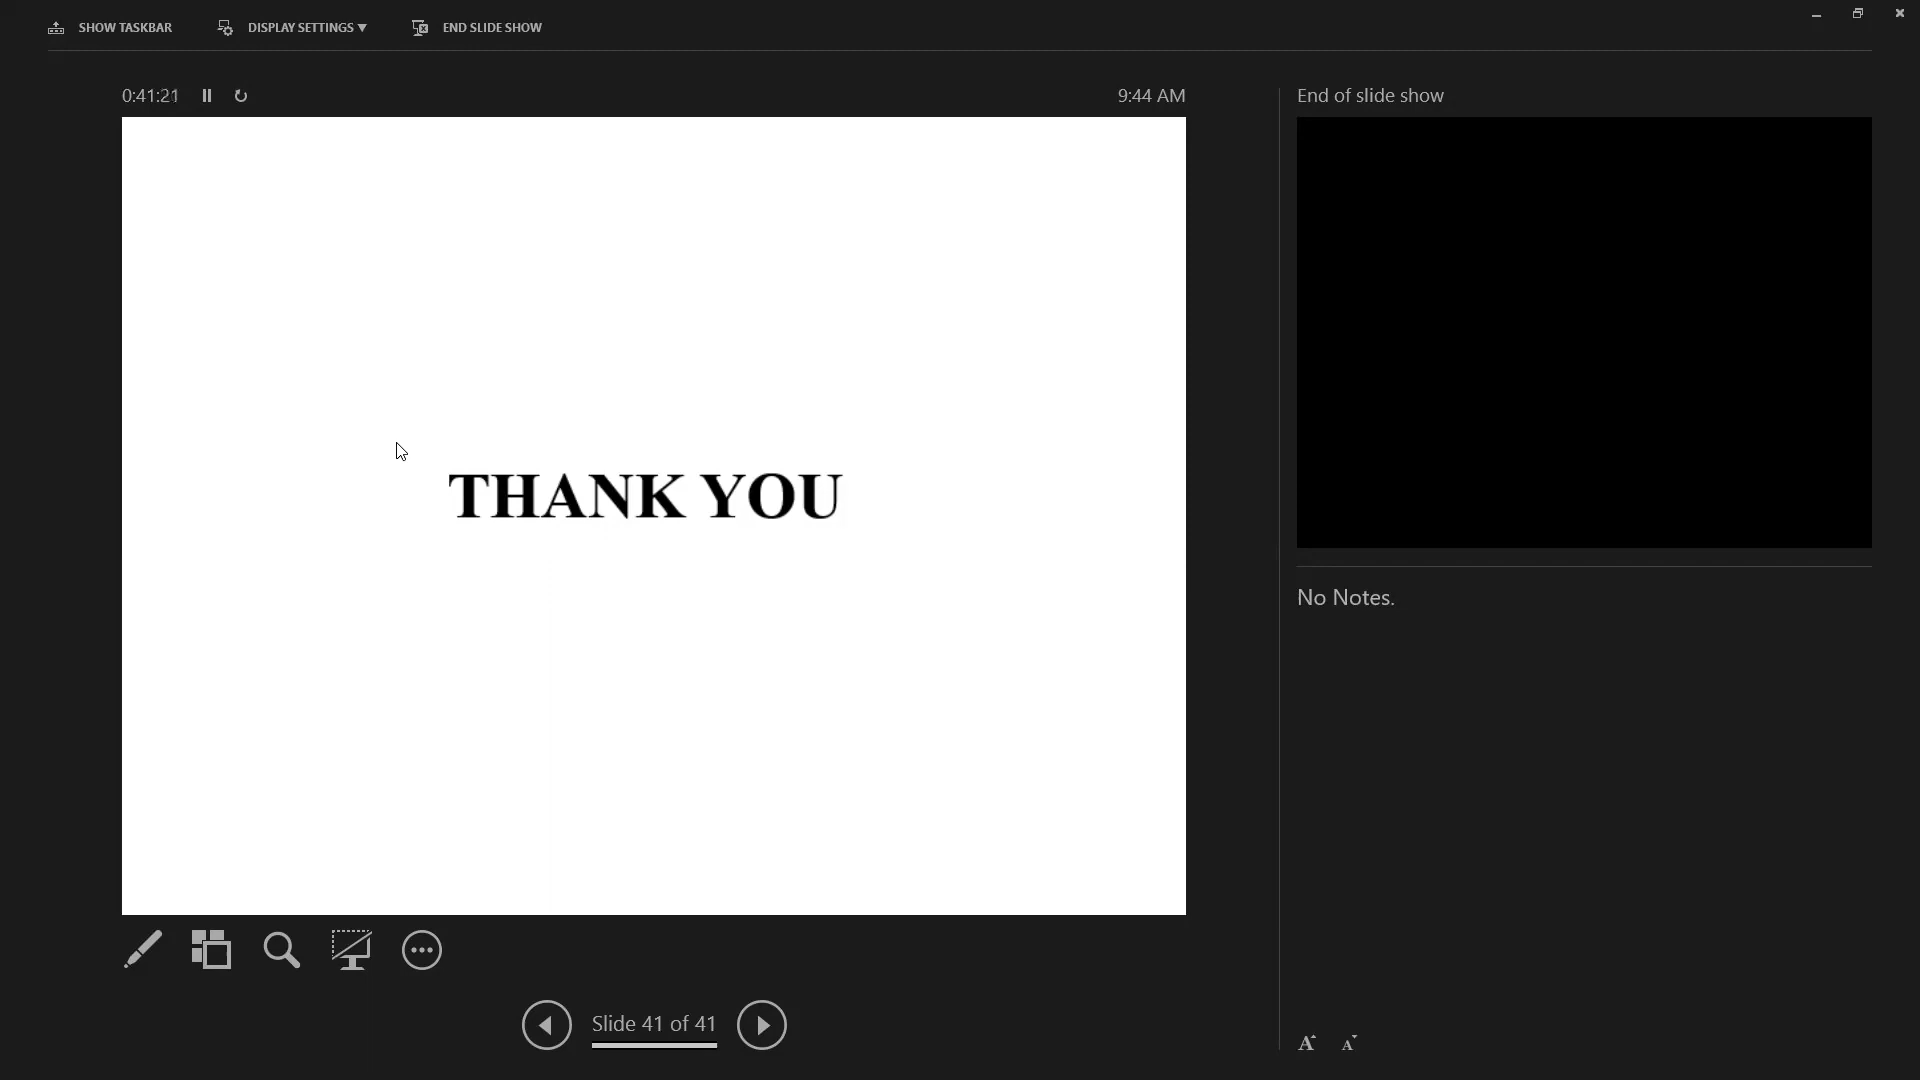 SHOW TASKBAR
DISPLAY SETTINGS ▼
END SLIDE SHOW
0:41:21
9:44 AM
End of slide show
THANK YOU
No Notes.
Slide 41 of 41
A A